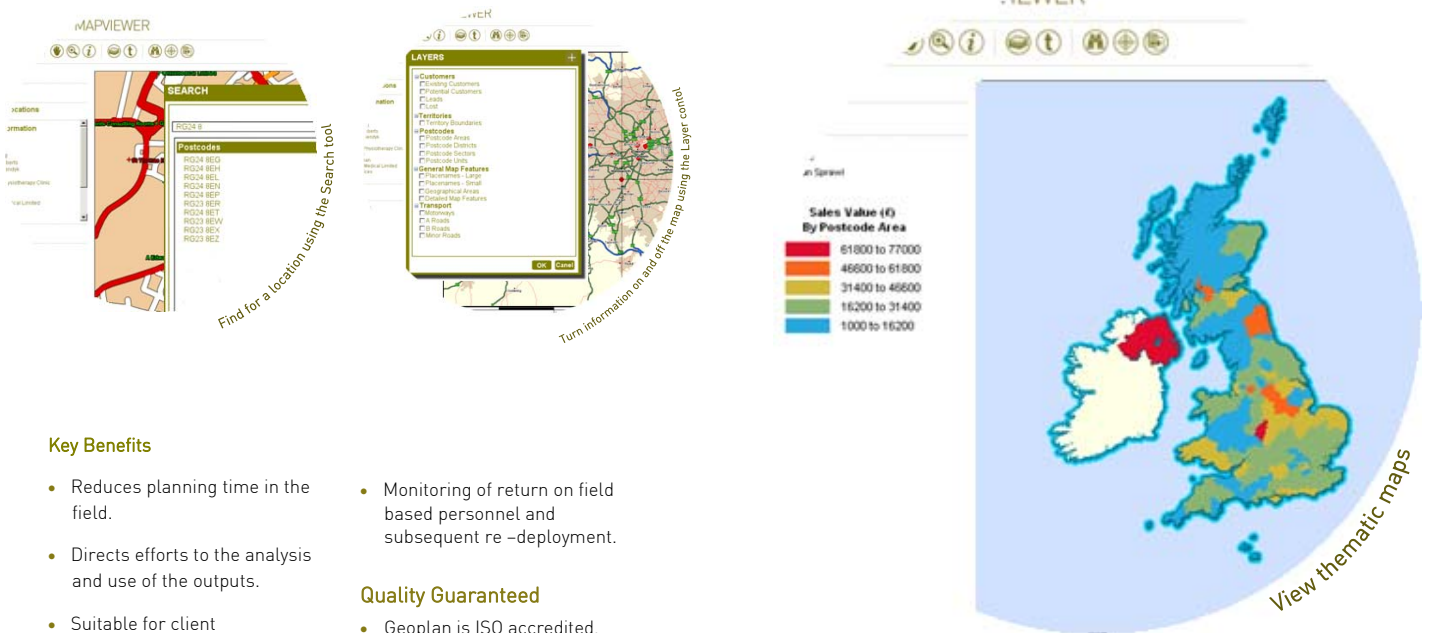 MAPVIEWER
SEARCH
RG24 8
Postcodes
RG24 8EG
RG24 8EH
RG24 8EL
RG24 8EN
RG24 8EP
RG23 8ER
RG24 8ET
RG23 8EW
RG23 8EX
RG23 8EZ
Find for a location using the Search tool
LAYERS
Customers
Existing Customers
Potential Customers
Leads
Lost
Territories
Territory Boundaries
Postcodes
Postcode Areas
Postcode Districts
Postcode Sectors
Postcode Units
General Map Features
Placenames - Large
Placenames - Small
Geographical Areas
Detailed Map Features
Transport
Motorways
A Roads
B Roads
Minor Roads
OK
Cancel
Turn information on and off the map using the Layer conrol
Sprawl
Sales Value (£)
By Postcode Area
61800 to 77000
46600 to 61800
31400 to 46600
16200 to 31400
1000 to 16200
View thematic maps
Key Benefits
• Reduces planning time in the
field.
• Directs efforts to the analysis
and use of the outputs.
• Suitable for client
• Monitoring of return on field
based personnel and
subsequent re –deployment.
Quality Guaranteed
• Geoplan is ISO accredited.